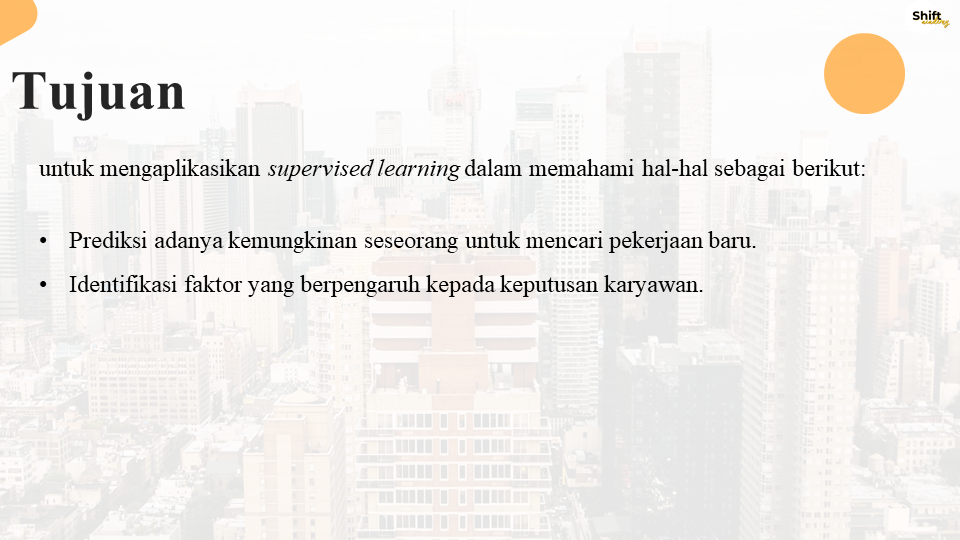 Shift
academy
Tujuan
untuk mengaplikasikan supervised learning dalam memahami hal-hal sebagai berikut:
• Prediksi adanya kemungkinan seseorang untuk mencari pekerjaan baru.
• Identifikasi faktor yang berpengaruh kepada keputusan karyawan.